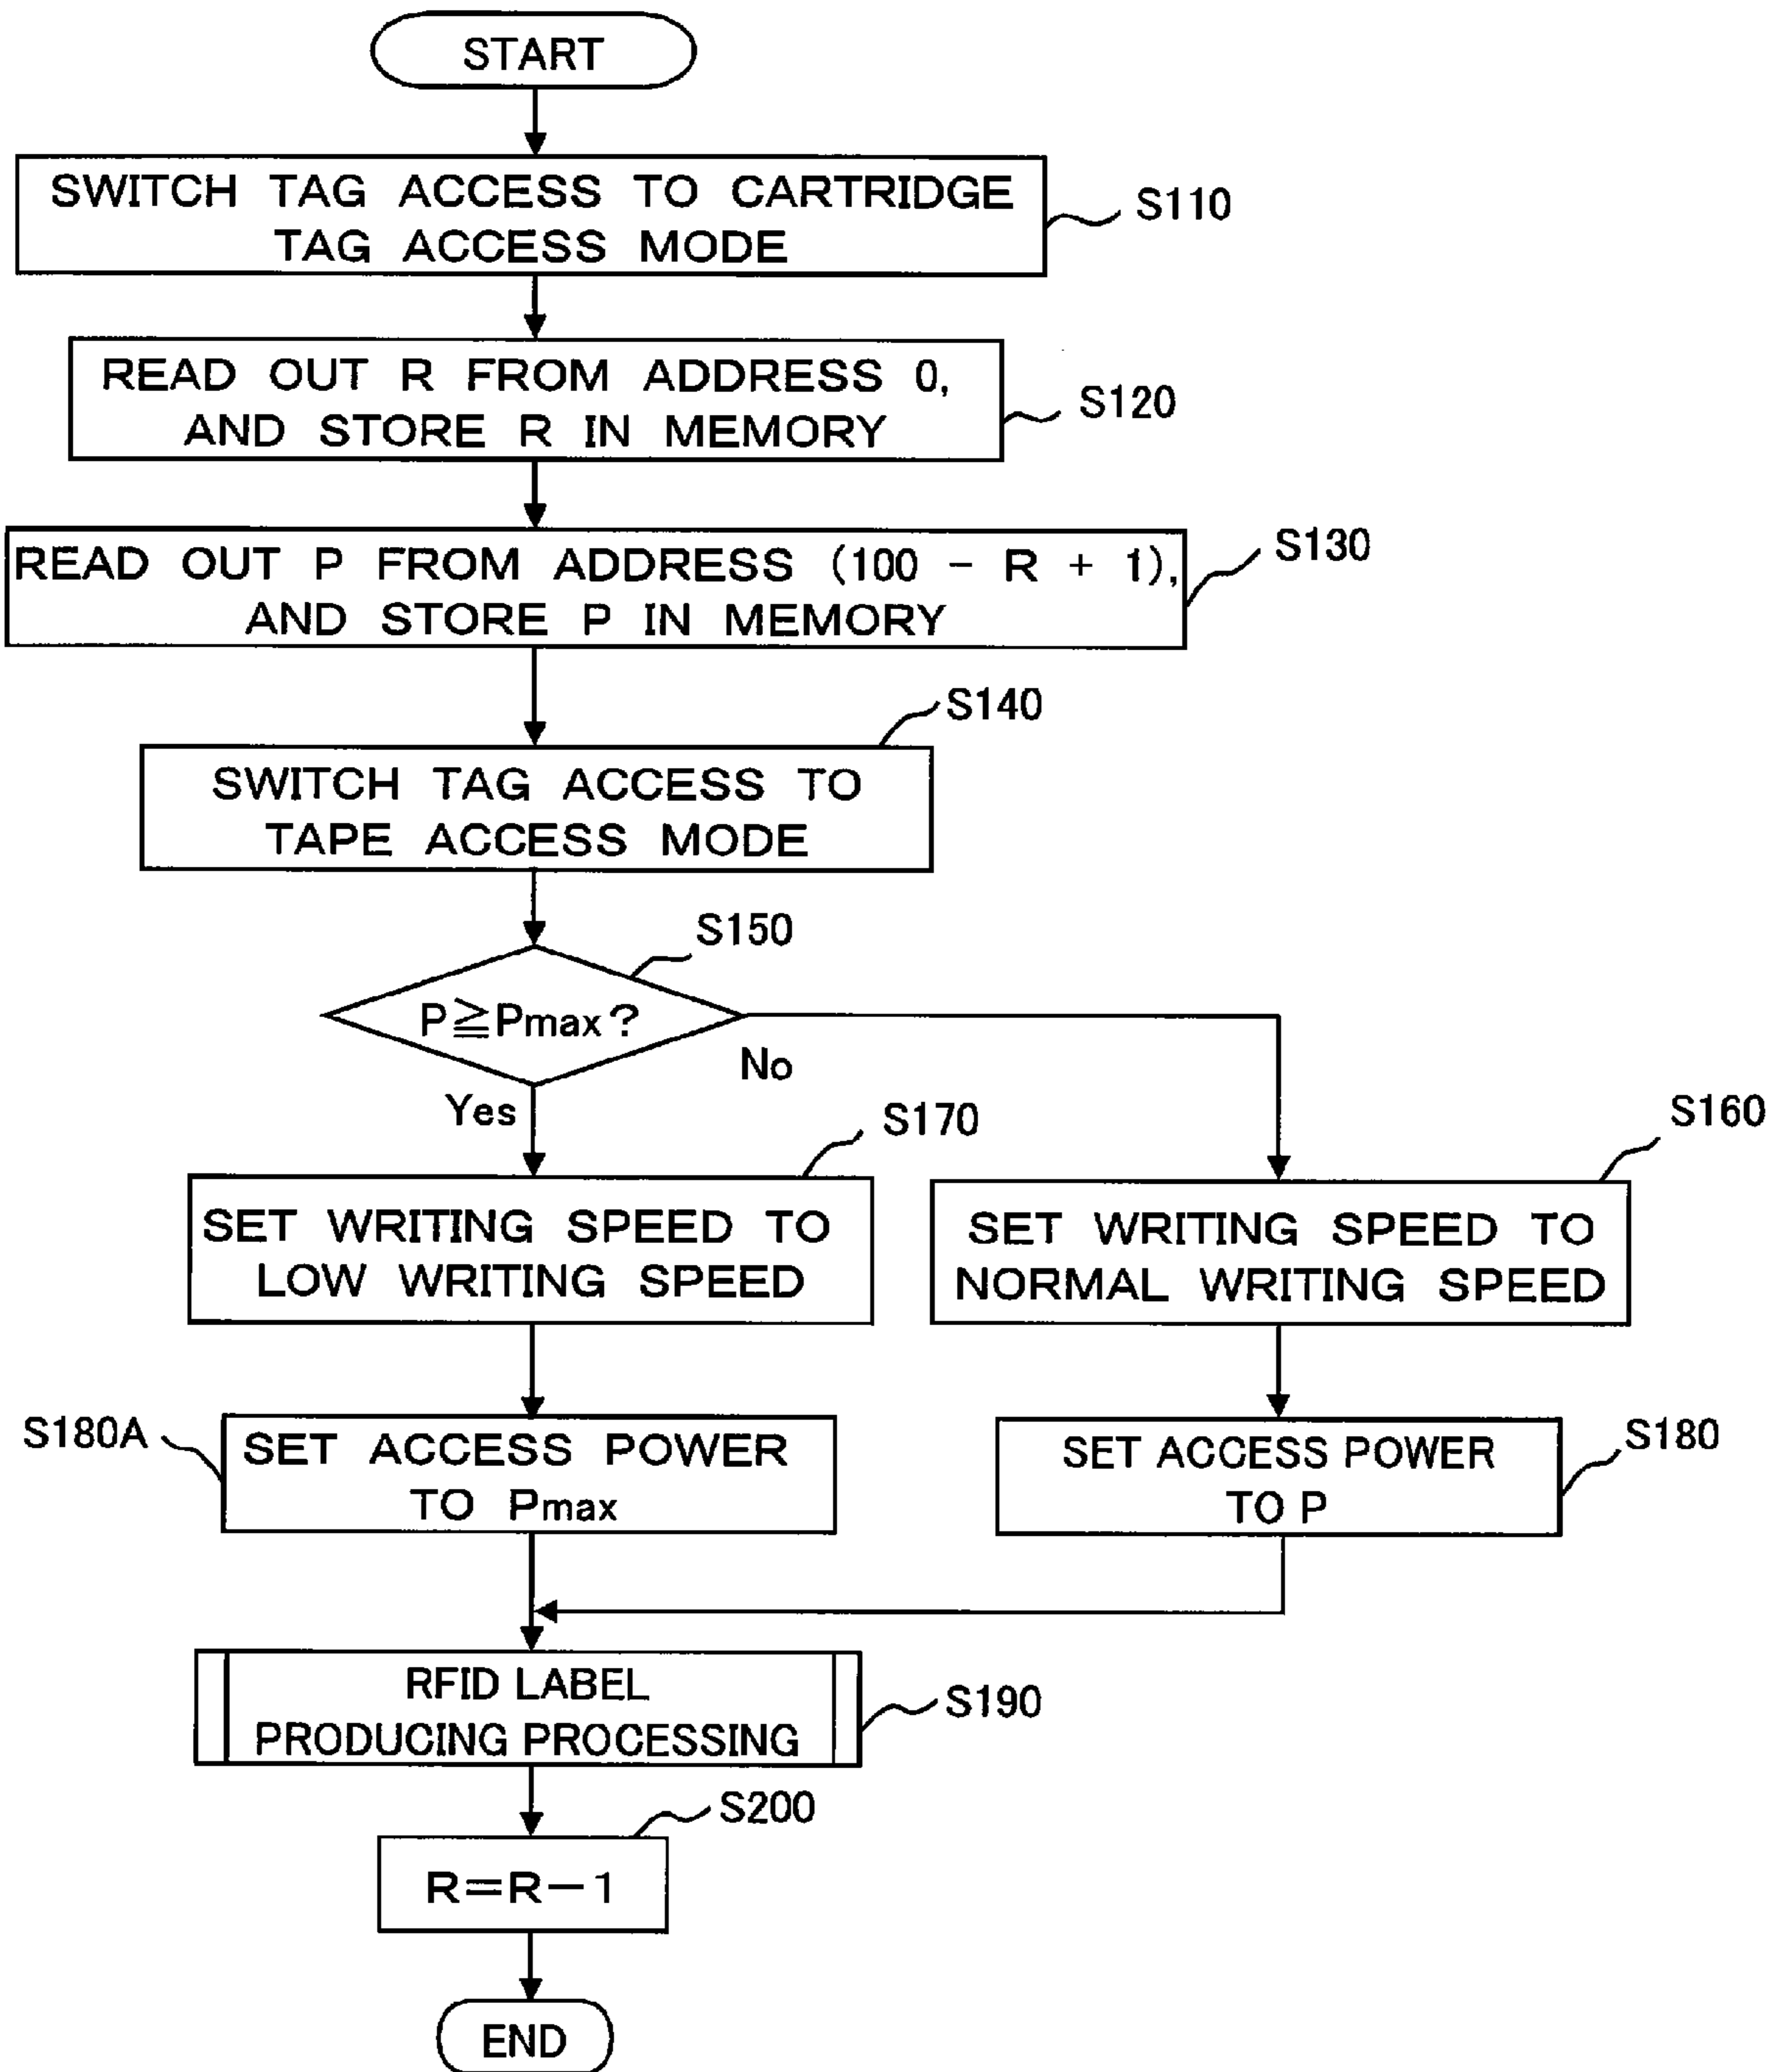 START
SWITCH TAG ACCESS TO CARTRIDGE
TAG ACCESS MODE
S110
READ OUT R FROM ADDRESS 0,
AND STORE R IN MEMORY
S120
READ OUT P FROM ADDRESS (100 - R + 1),
AND STORE P IN MEMORY
S130
S140
SWITCH TAG ACCESS TO
TAPE ACCESS MODE
S150
P≧Pmax?
No
Yes
S170
S160
SET WRITING SPEED TO
LOW WRITING SPEED
SET WRITING SPEED TO
NORMAL WRITING SPEED
S180A
SET ACCESS POWER
TO Pmax
SET ACCESS POWER
TO P
S180
RFID LABEL
PRODUCING PROCESSING
S190
S200
R=R-1
END